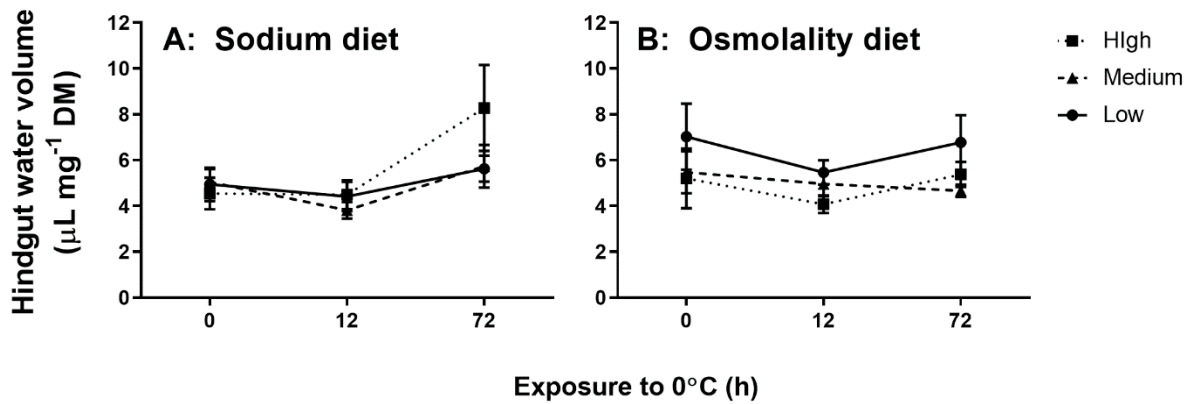 A: Sodium diet
B: Osmolality diet
HIgh
Medium
Low
Hindgut water volume
(µL mg⁻¹ DM)
12
10
8
6
4
2
0
0
12
72
12
10
8
6
4
2
0
0
12
72
Exposure to 0°C (h)